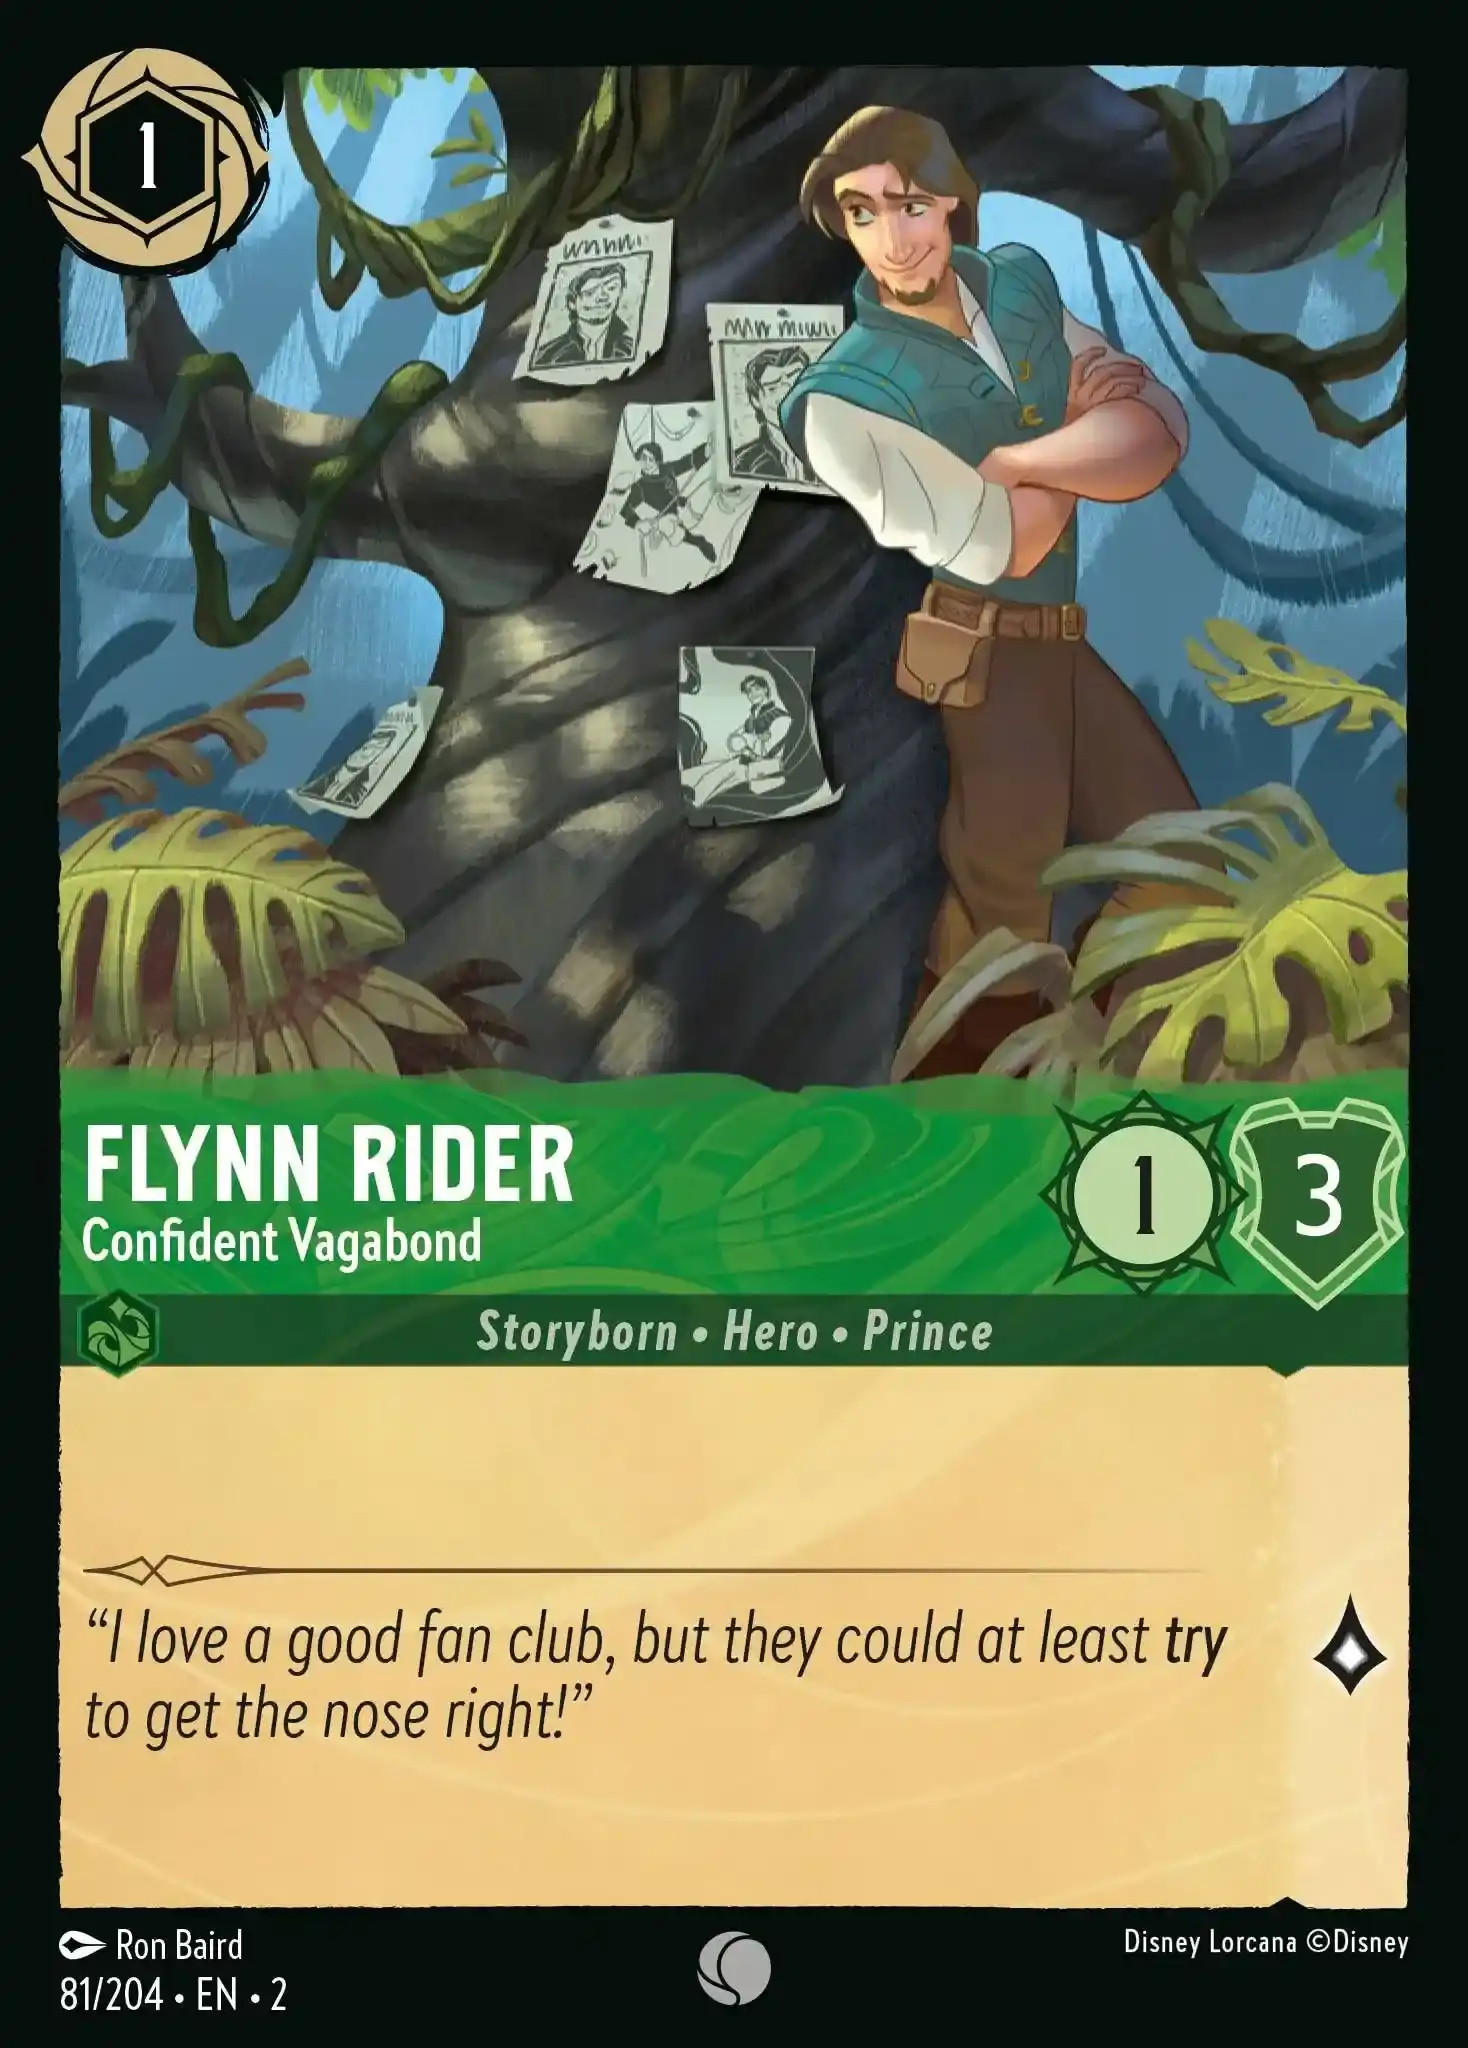 1
FLYNN RIDER
Confident Vagabond
1
3
Storyborn • Hero • Prince
“I love a good fan club, but they could at least try
to get the nose right!”
Ron Baird
Disney Lorcana ©Disney
81/204 • EN • 2